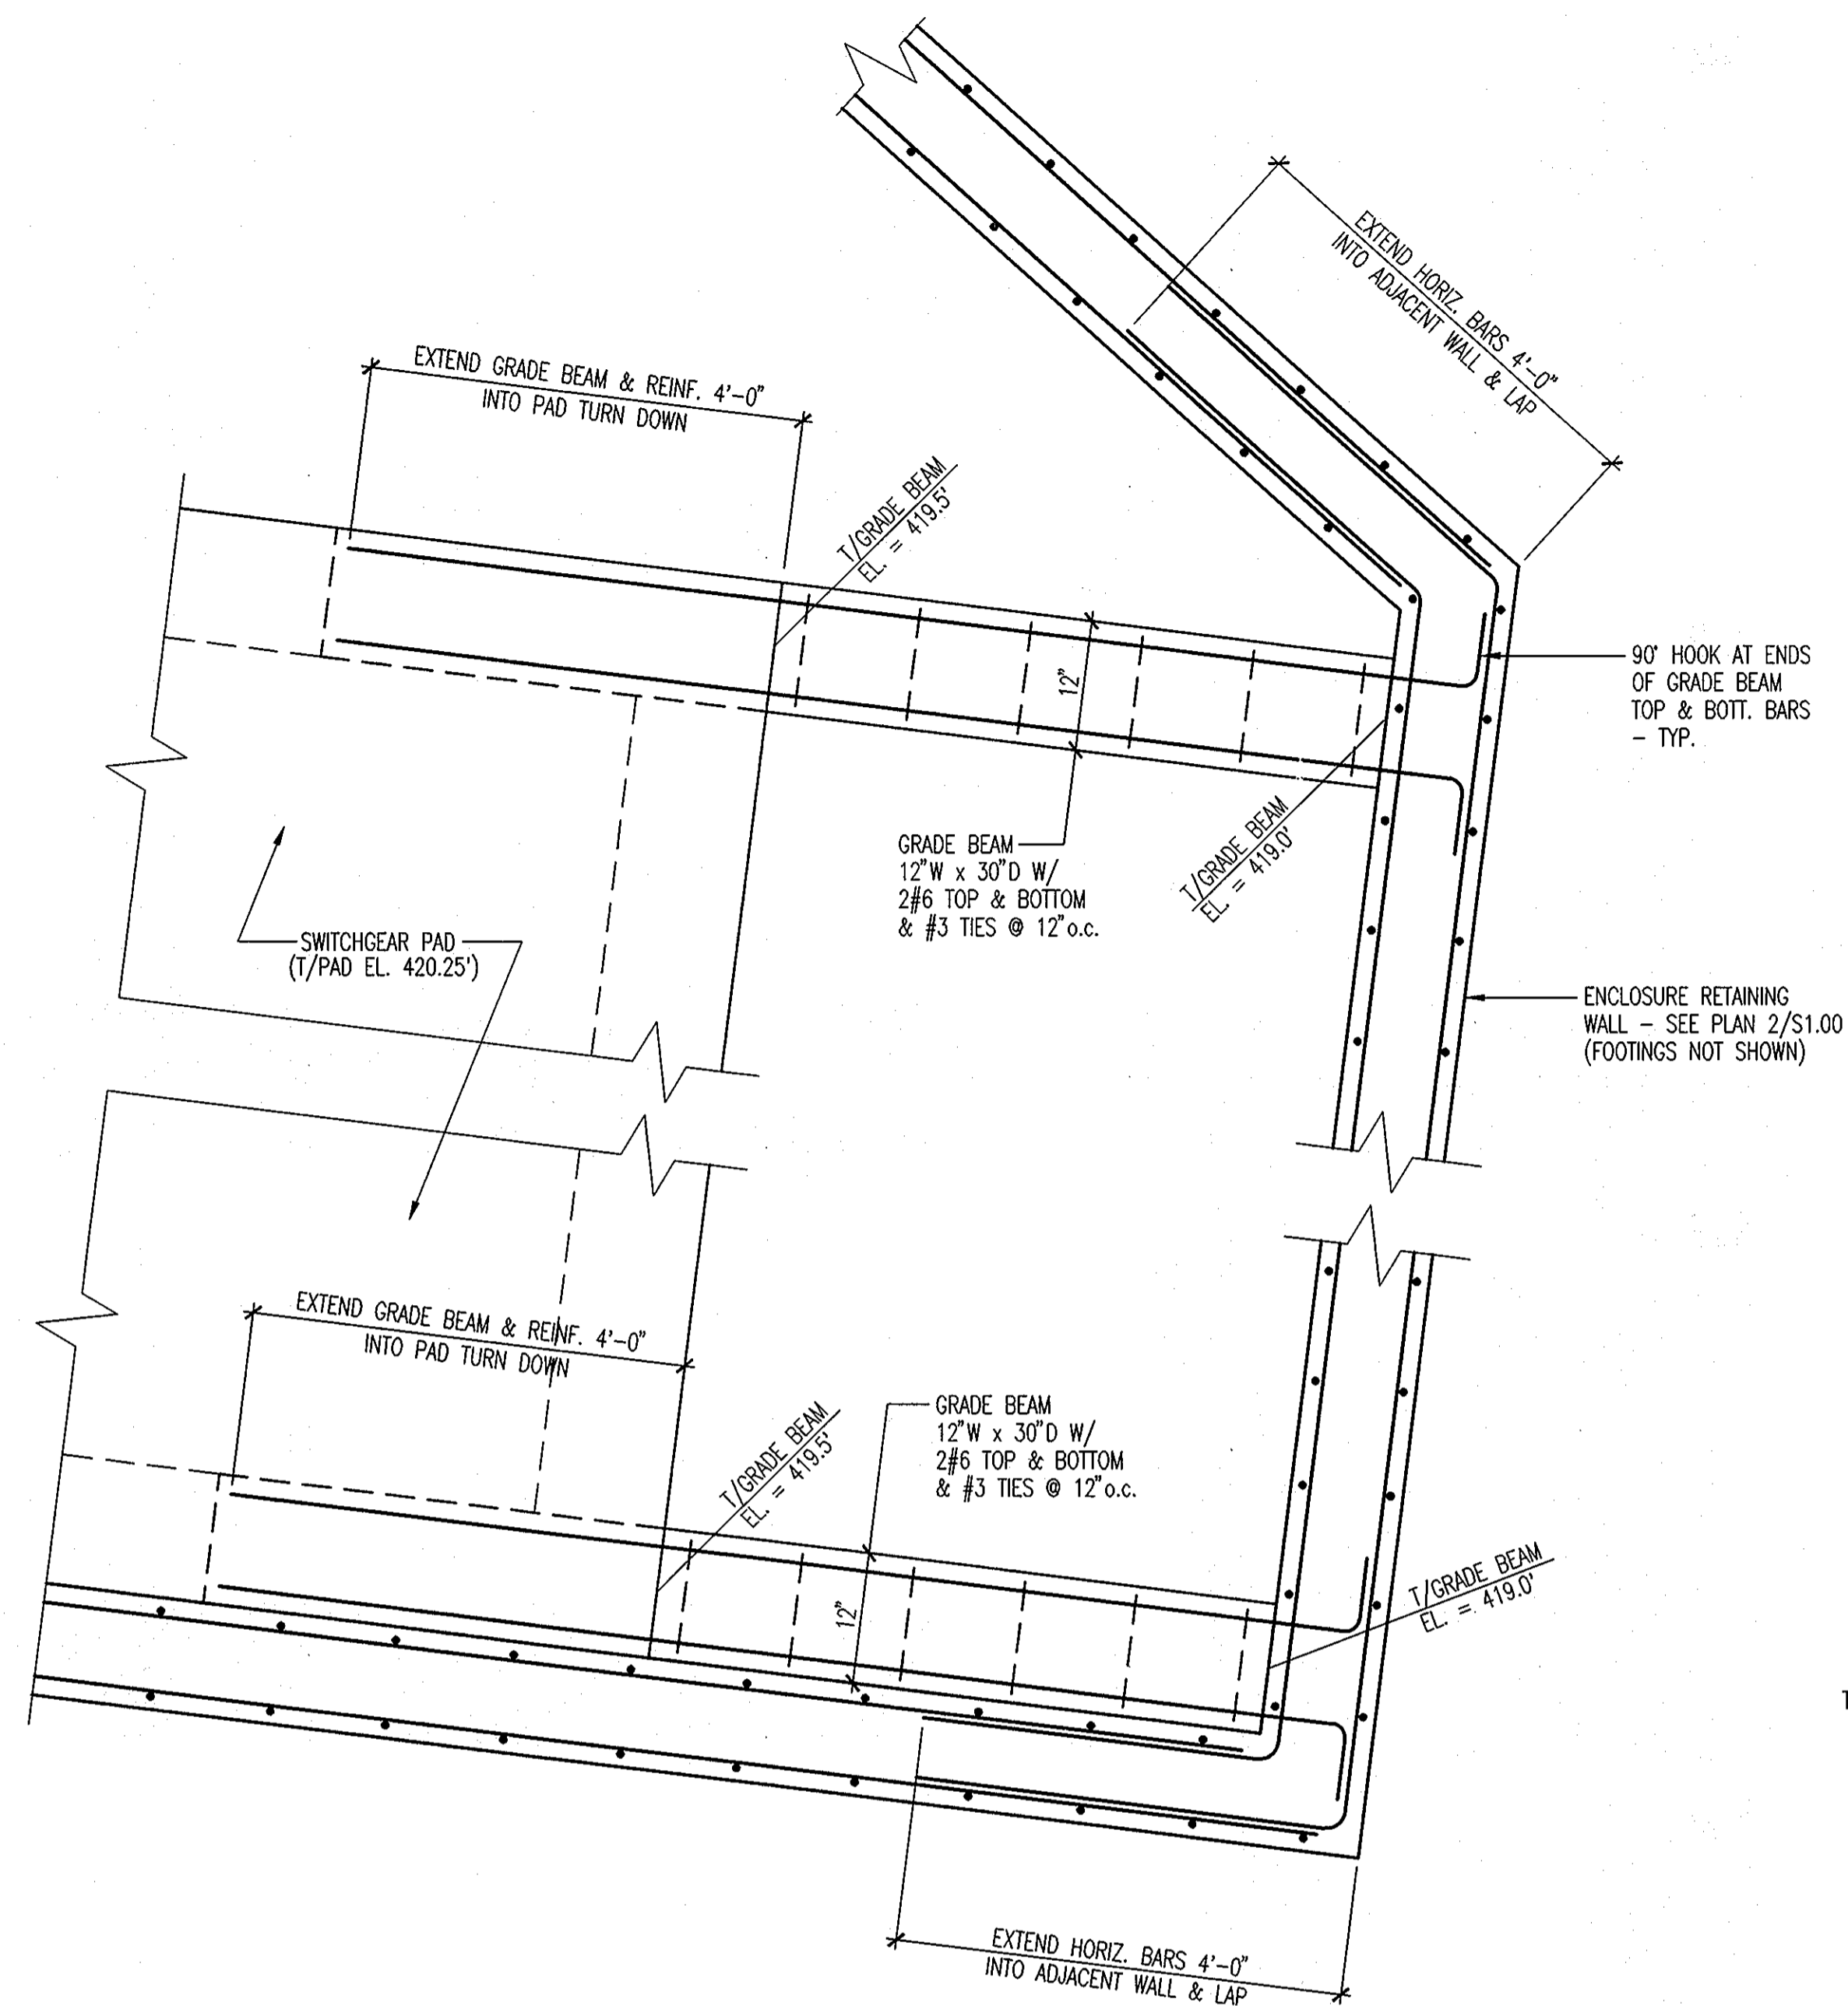 EXTEND HORIZ. BARS 4'-0"
INTO ADJACENT WALL & LAP
EXTEND GRADE BEAM & REINF. 4'-0"
INTO PAD TURN DOWN
T/GRADE BEAM
EL. = 419.5'
12"
90° HOOK AT ENDS
OF GRADE BEAM
TOP & BOTT. BARS
- TYP.
GRADE BEAM
12"W x 30"D W/
2#6 TOP & BOTTOM
& #3 TIES @ 12"o.c.
T/GRADE BEAM
EL. = 419.0'
SWITCHGEAR PAD
(T/PAD EL. 420.25')
ENCLOSURE RETAINING
WALL - SEE PLAN 2/S1.00
(FOOTINGS NOT SHOWN)
EXTEND GRADE BEAM & REINF. 4'-0"
INTO PAD TURN DOWN
T/GRADE BEAM
EL. = 419.5'
GRADE BEAM
12"W x 30"D W/
2#6 TOP & BOTTOM
& #3 TIES @ 12"o.c.
12"
T/GRADE BEAM
EL. = 419.0'
T
EXTEND HORIZ. BARS 4'-0"
INTO ADJACENT WALL & LAP